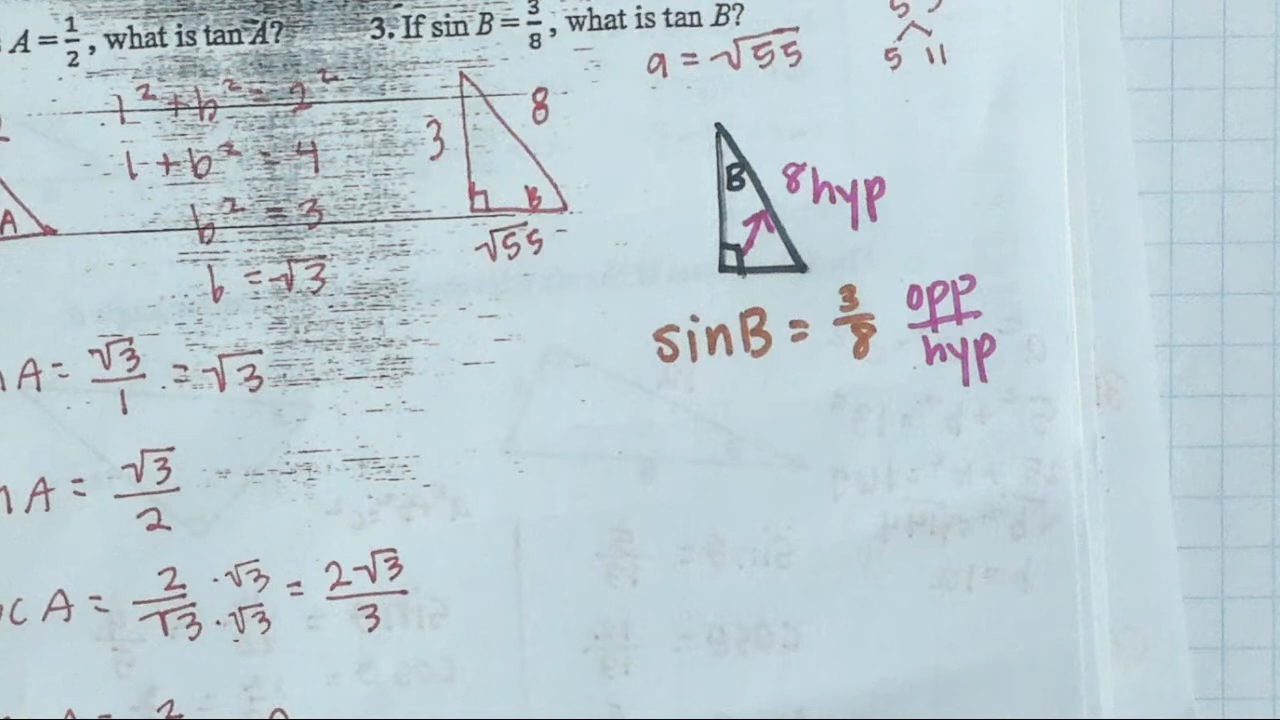 A = 1/2, what is tan A?
3. If sin B = 3/8, what is tan B?
1² + b² = 2²
1 + b² = 4
b² = 3
b = √3
A = √3/1 = √3
A = √3/2
C A = 2/√3 · √3/√3 = 2√3/3
2
A
3
8
B
√55
a = √55
5 11
B
8 hyp
sin B = 3/8 opp/hyp